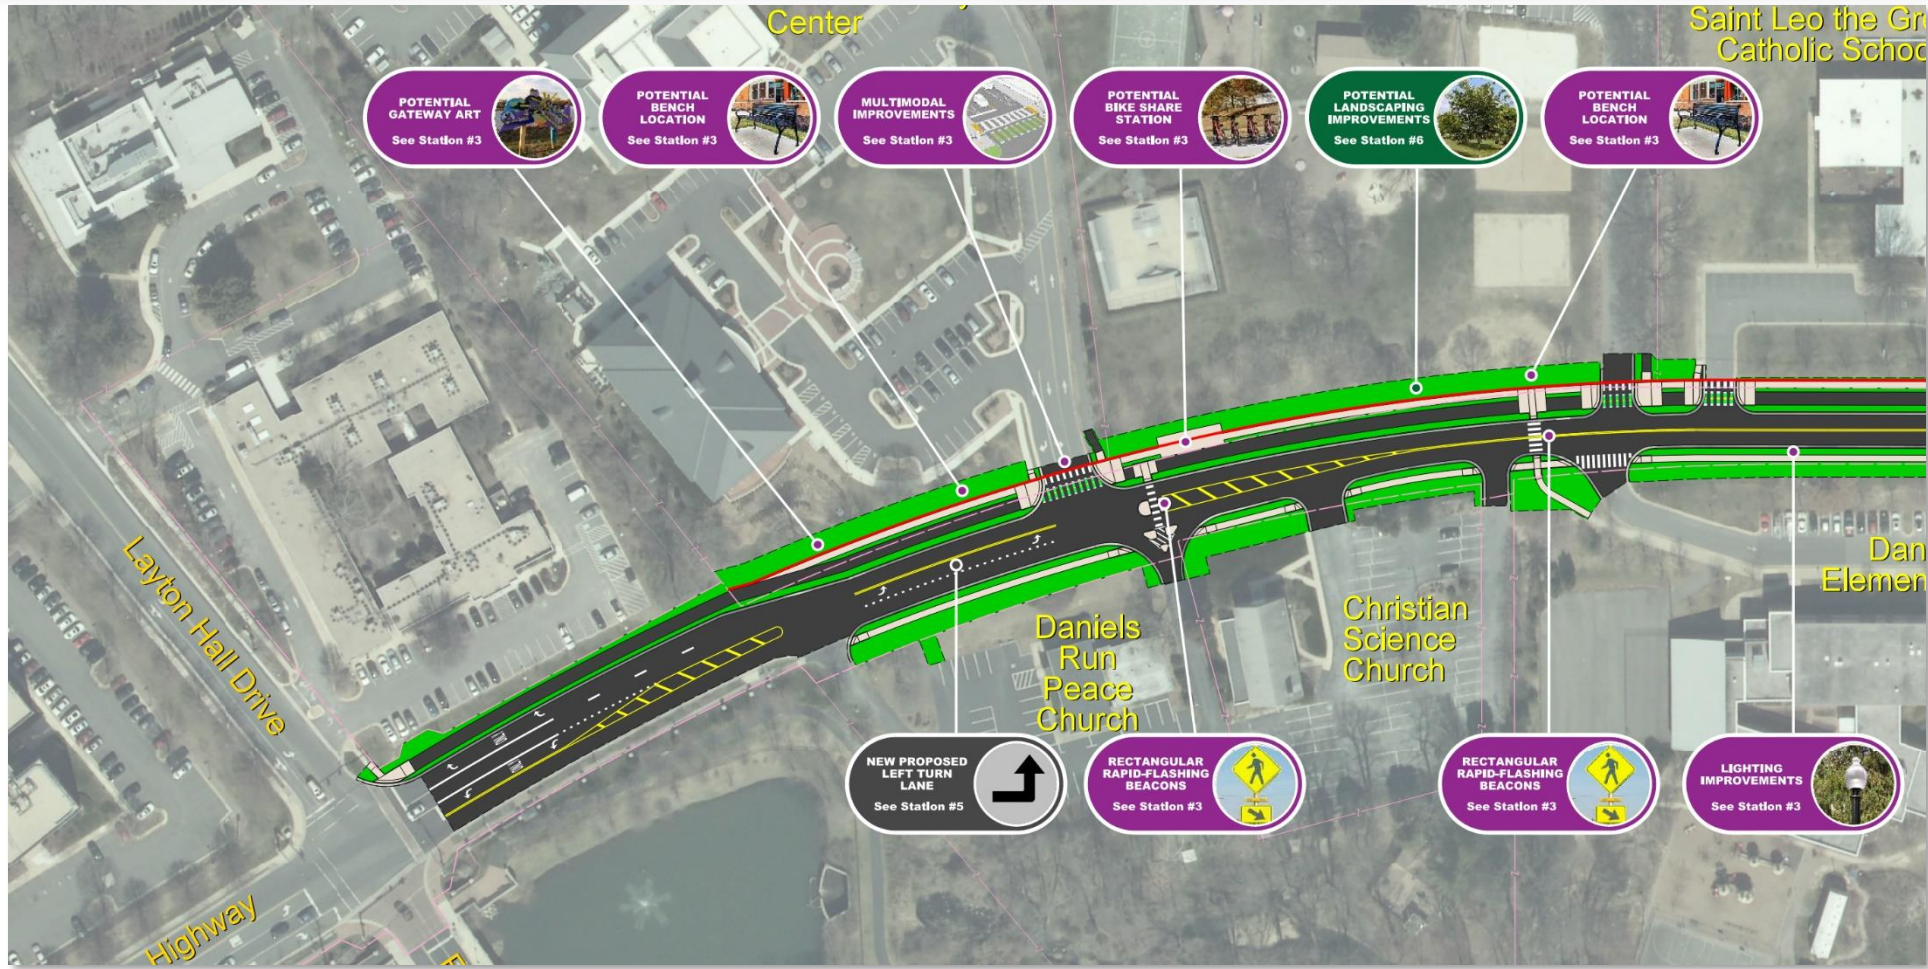 Center
Saint Leo the Gr
Catholic Schoo
POTENTIAL
GATEWAY ART
See Station #3
POTENTIAL
BENCH
LOCATION
See Station #3
MULTIMODAL
IMPROVEMENTS
See Station #3
POTENTIAL
BIKE SHARE
STATION
See Station #3
POTENTIAL
LANDSCAPING
IMPROVEMENTS
See Station #6
POTENTIAL
BENCH
LOCATION
See Station #3
Layton Hall Drive
Daniels
Run
Peace
Church
Christian
Science
Church
Dan
Elemen
NEW PROPOSED
LEFT TURN
LANE
See Station #5
RECTANGULAR
RAPID-FLASHING
BEACONS
See Station #3
RECTANGULAR
RAPID-FLASHING
BEACONS
See Station #3
LIGHTING
IMPROVEMENTS
See Station #3
Highway